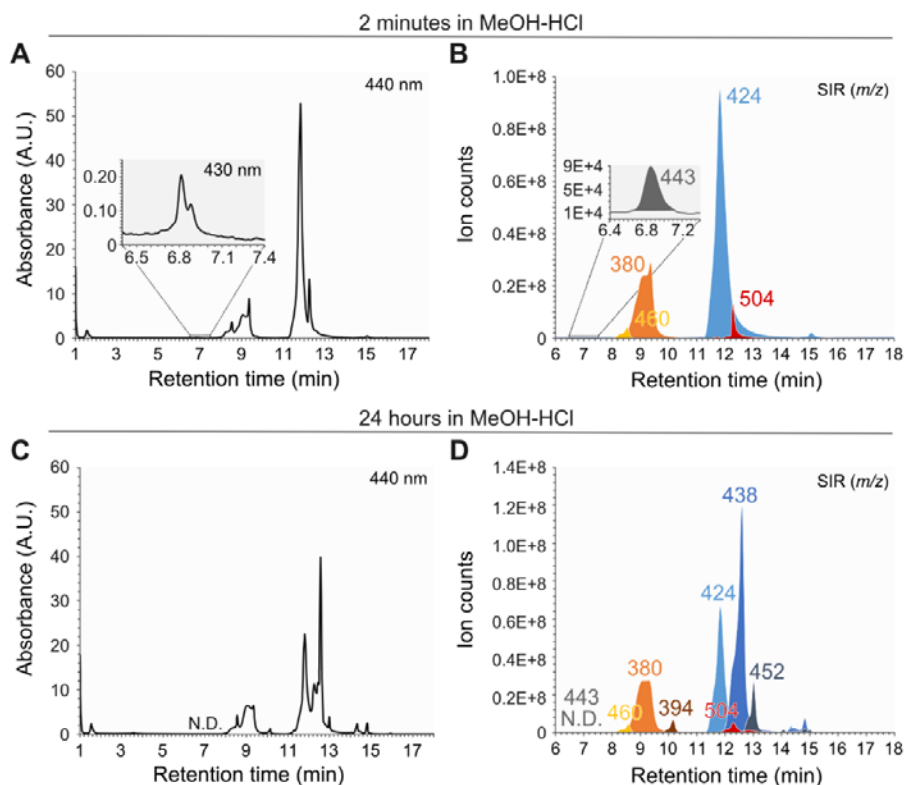 2 minutes in MeOH-HCl
A
440 nm
Absorbance (A.U.)
60
50
40
30
20
10
0
1 3 5 7 9 11 13 15 17
Retention time (min)
430 nm
0.20
0.10
0
6.5 6.8 7.1 7.4
B
SIR (m/z)
Ion counts
1.0E+8
0.8E+8
0.6E+8
0.4E+8
0.2E+8
0
6 7 8 9 10 11 12 13 14 15 16 17 18
Retention time (min)
424
380
460
504
9E+4
5E+4
1E+4
443
6.4 6.8 7.2
24 hours in MeOH-HCl
C
440 nm
Absorbance (A.U.)
60
50
40
30
20
10
0
N.D.
1 3 5 7 9 11 13 15 17
Retention time (min)
D
SIR (m/z)
Ion counts
1.4E+8
1.2E+8
1.0E+8
0.8E+8
0.6E+8
0.4E+8
0.2E+8
0
438
424
380
452
443
N.D.
460
394
504
6 7 8 9 10 11 12 13 14 15 16 17 18
Retention time (min)